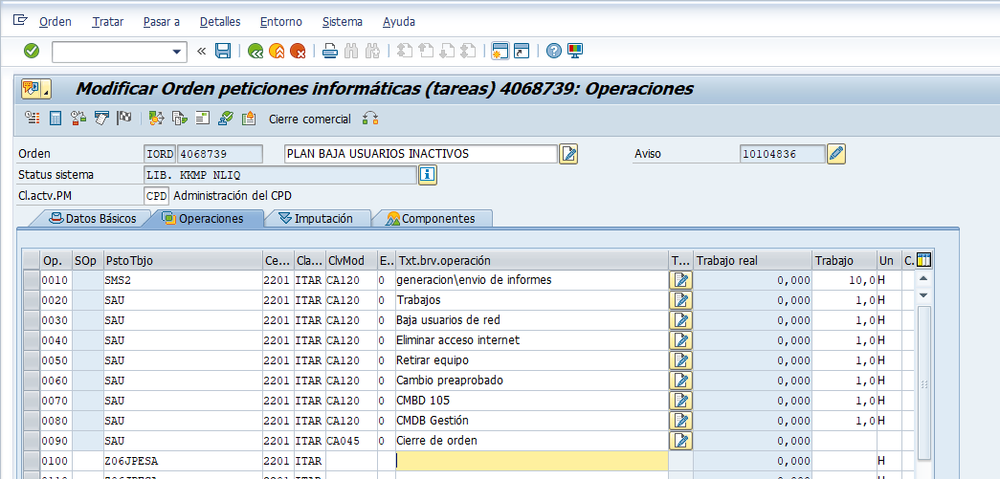 Orden Tratar Pasar a Detalles Entorno Sistema Ayuda
Modificar Orden peticiones informáticas (tareas) 4068739: Operaciones
Cierre comercial
Orden IORD 4068739 PLAN BAJA USUARIOS INACTIVOS Aviso 10104836
Status sistema LIB. KKMP NLIQ
Cl.actv.PM CPD Administración del CPD
Datos Básicos Operaciones Imputación Componentes
Op. SOp PstoTbjo Ce... Cla... ClvMod E.. Txt.brv.operación T... Trabajo real Trabajo Un C.
0010 SMS2 2201 ITAR CA120 0 generacion\envio de informes 0,000 10,0 H
0020 SAU 2201 ITAR CA120 0 Trabajos 0,000 1,0 H
0030 SAU 2201 ITAR CA120 0 Baja usuarios de red 0,000 1,0 H
0040 SAU 2201 ITAR CA120 0 Eliminar acceso internet 0,000 1,0 H
0050 SAU 2201 ITAR CA120 0 Retirar equipo 0,000 1,0 H
0060 SAU 2201 ITAR CA120 0 Cambio preaprobado 0,000 1,0 H
0070 SAU 2201 ITAR CA120 0 CMBD 105 0,000 1,0 H
0080 SAU 2201 ITAR CA120 0 CMDB Gestión 0,000 1,0 H
0090 SAU 2201 ITAR CA045 0 Cierre de orden 0,000 H
0100 Z06JPESA 2201 ITAR 0,000 H